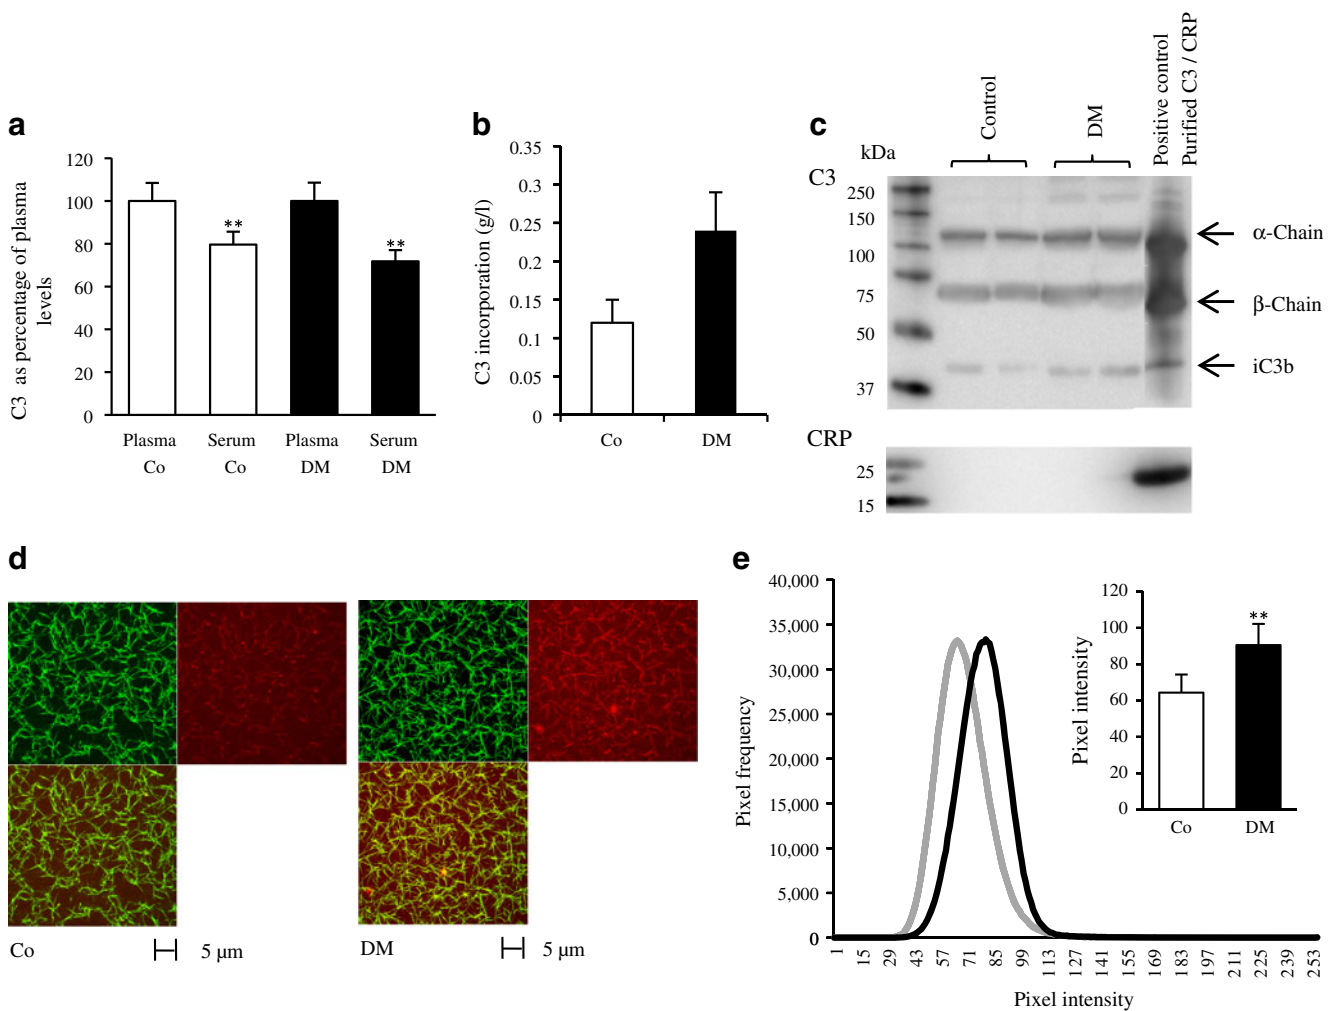 a
C3 as percentage of plasma
levels
120
100
80
60
40
20
0
**
**
Plasma Serum Plasma Serum
Co Co DM DM
b
C3 incorporation (g/l)
0.35
0.3
0.25
0.2
0.15
0.1
0.05
0
Co DM
c
kDa
Control
DM
Positive control
Purified C3 / CRP
C3
250
150
100
75
50
37
α-Chain
β-Chain
iC3b
CRP
25
15
d
Co 5 µm
DM 5 µm
e
Pixel frequency
40,000
35,000
30,000
25,000
20,000
15,000
10,000
5,000
0
1 15 29 43 57 71 85 99 113 127 141 155 169 183 197 211 225 239 253
Pixel intensity
Pixel intensity
120
100
80
60
40
20
0
**
Co DM